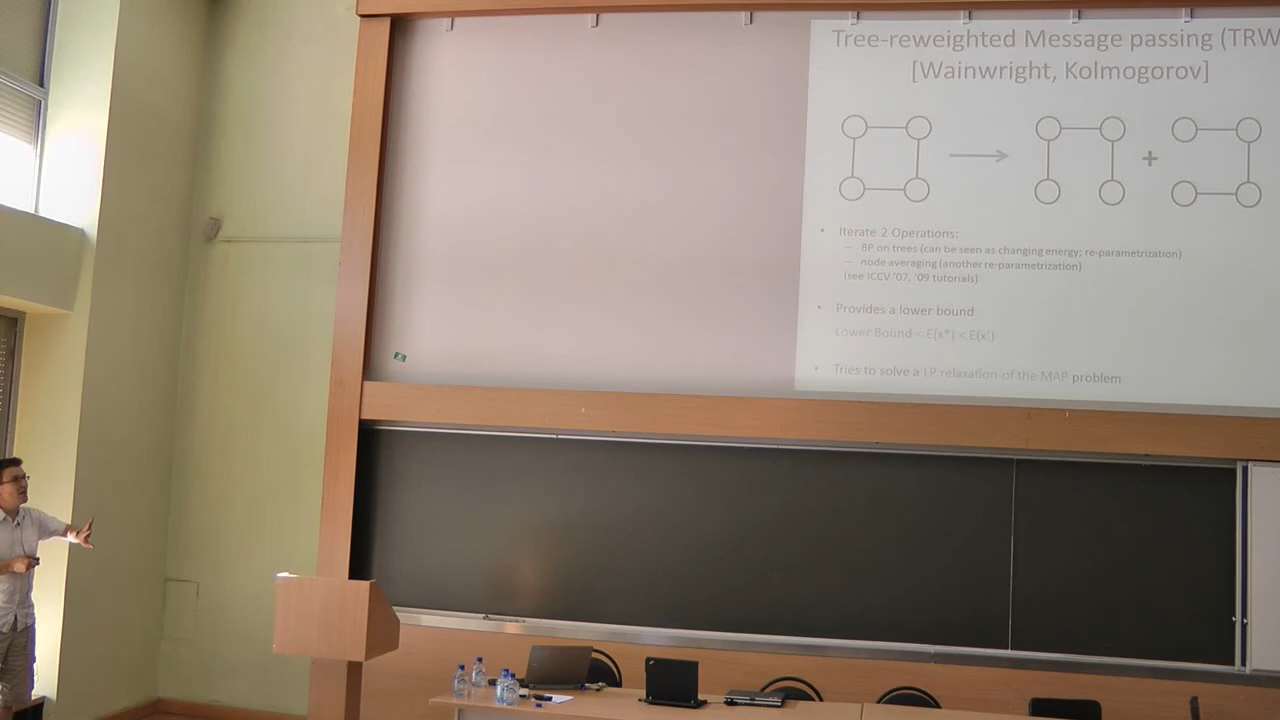 Tree-reweighted Message passing (TRW
[Wainwright, Kolmogorov]
+
• Iterate 2 Operations:
– BP on trees (can be seen as changing energy; re-parametrization)
– node averaging (another re-parametrization)
(see ICCV '07, '09 tutorials)
• Provides a lower bound
Lower Bound < E(x*) < E(x')
• Tries to solve a LP relaxation of the MAP problem